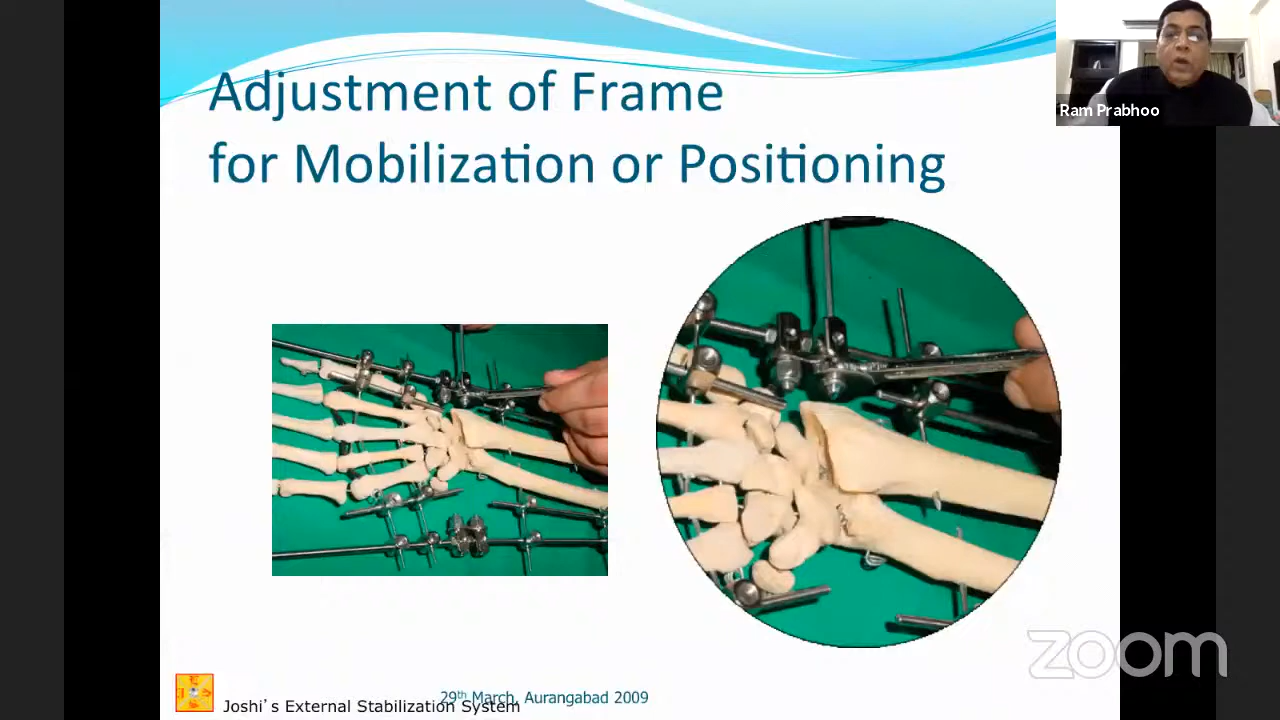 Adjustment of Frame
for Mobilization or Positioning
Ram Prabhoo
zoom
29th March, Aurangabad 2009
Joshi's External Stabilization System